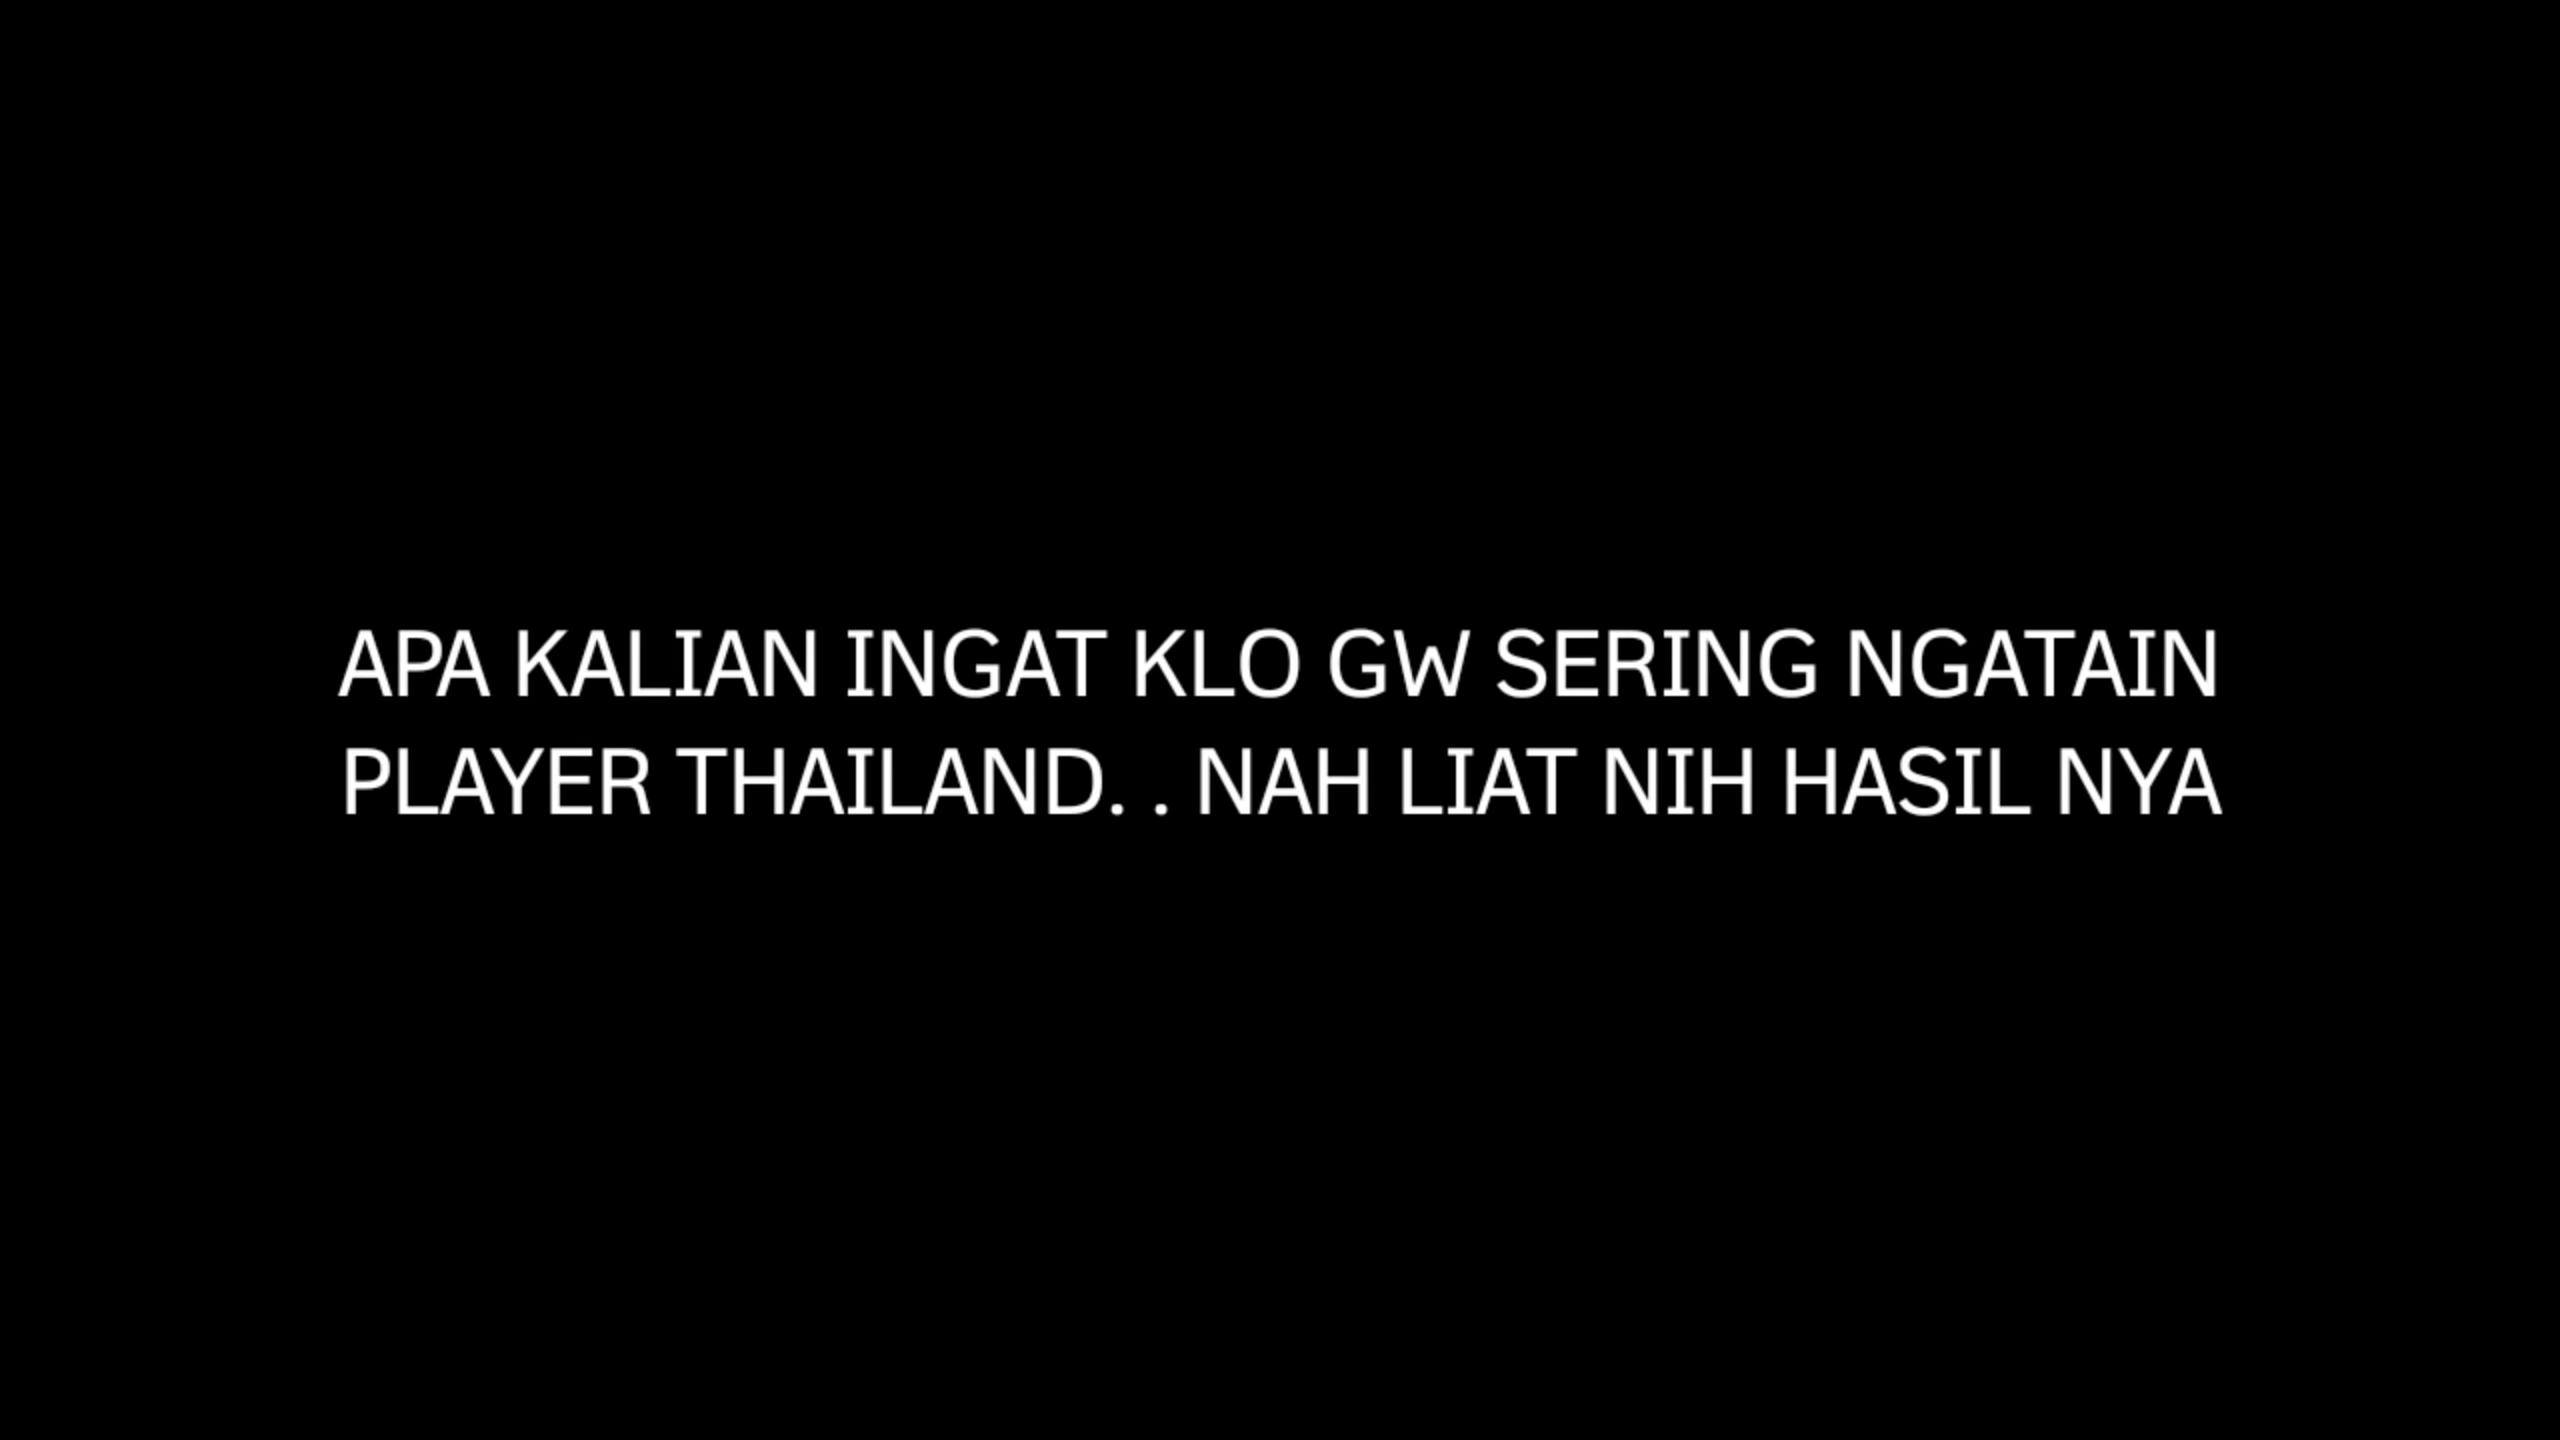 APA KALIAN INGAT KLO GW SERING NGATAIN
PLAYER THAILAND. . NAH LIAT NIH HASIL NYA